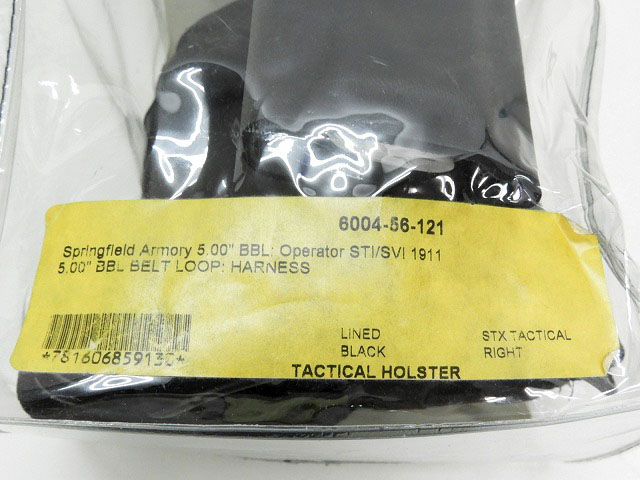 6004-56-121
Springfield Armory 5.00" BBL: Operator STI/SVI 1911
5.00" BBL BELT LOOP: HARNESS
LINED STX TACTICAL
BLACK RIGHT
TACTICAL HOLSTER